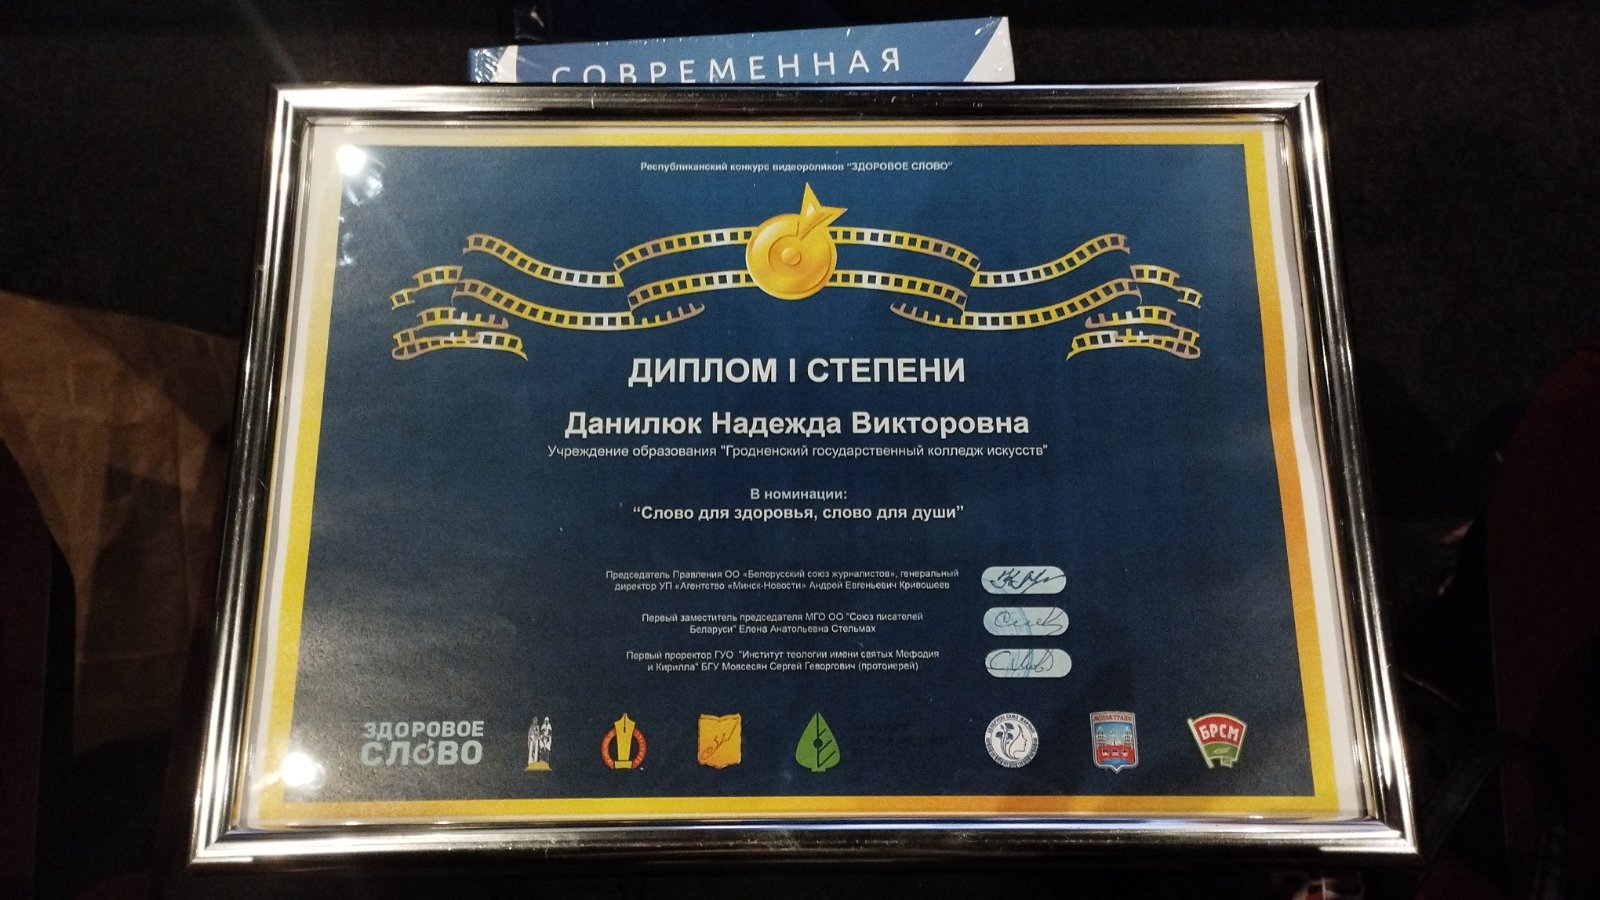 СОВРЕМЕННАЯ
Республиканский конкурс видеороликов "ЗДОРОВОЕ СЛОВО"
ДИПЛОМ I СТЕПЕНИ
Данилюк Надежда Викторовна
Учреждение образования "Гродненский государственный колледж искусств"
В номинации:
“Слово для здоровья, слово для души”
Председатель Правления ОО «Белорусский союз журналистов», генеральный
директор УП «Агентство «Минск-Новости» Андрей Евгеньевич Кривошеев
Первый заместитель председателя МГО ОО "Союз писателей
Беларуси" Елена Анатольевна Стельмах
Первый проректор ГУО "Институт теологии имени святых Мефодия
и Кирилла" БГУ Мовсесян Сергей Геворгович (протоиерей)
ЗДОРОВОЕ
СЛОВО
БРСМ